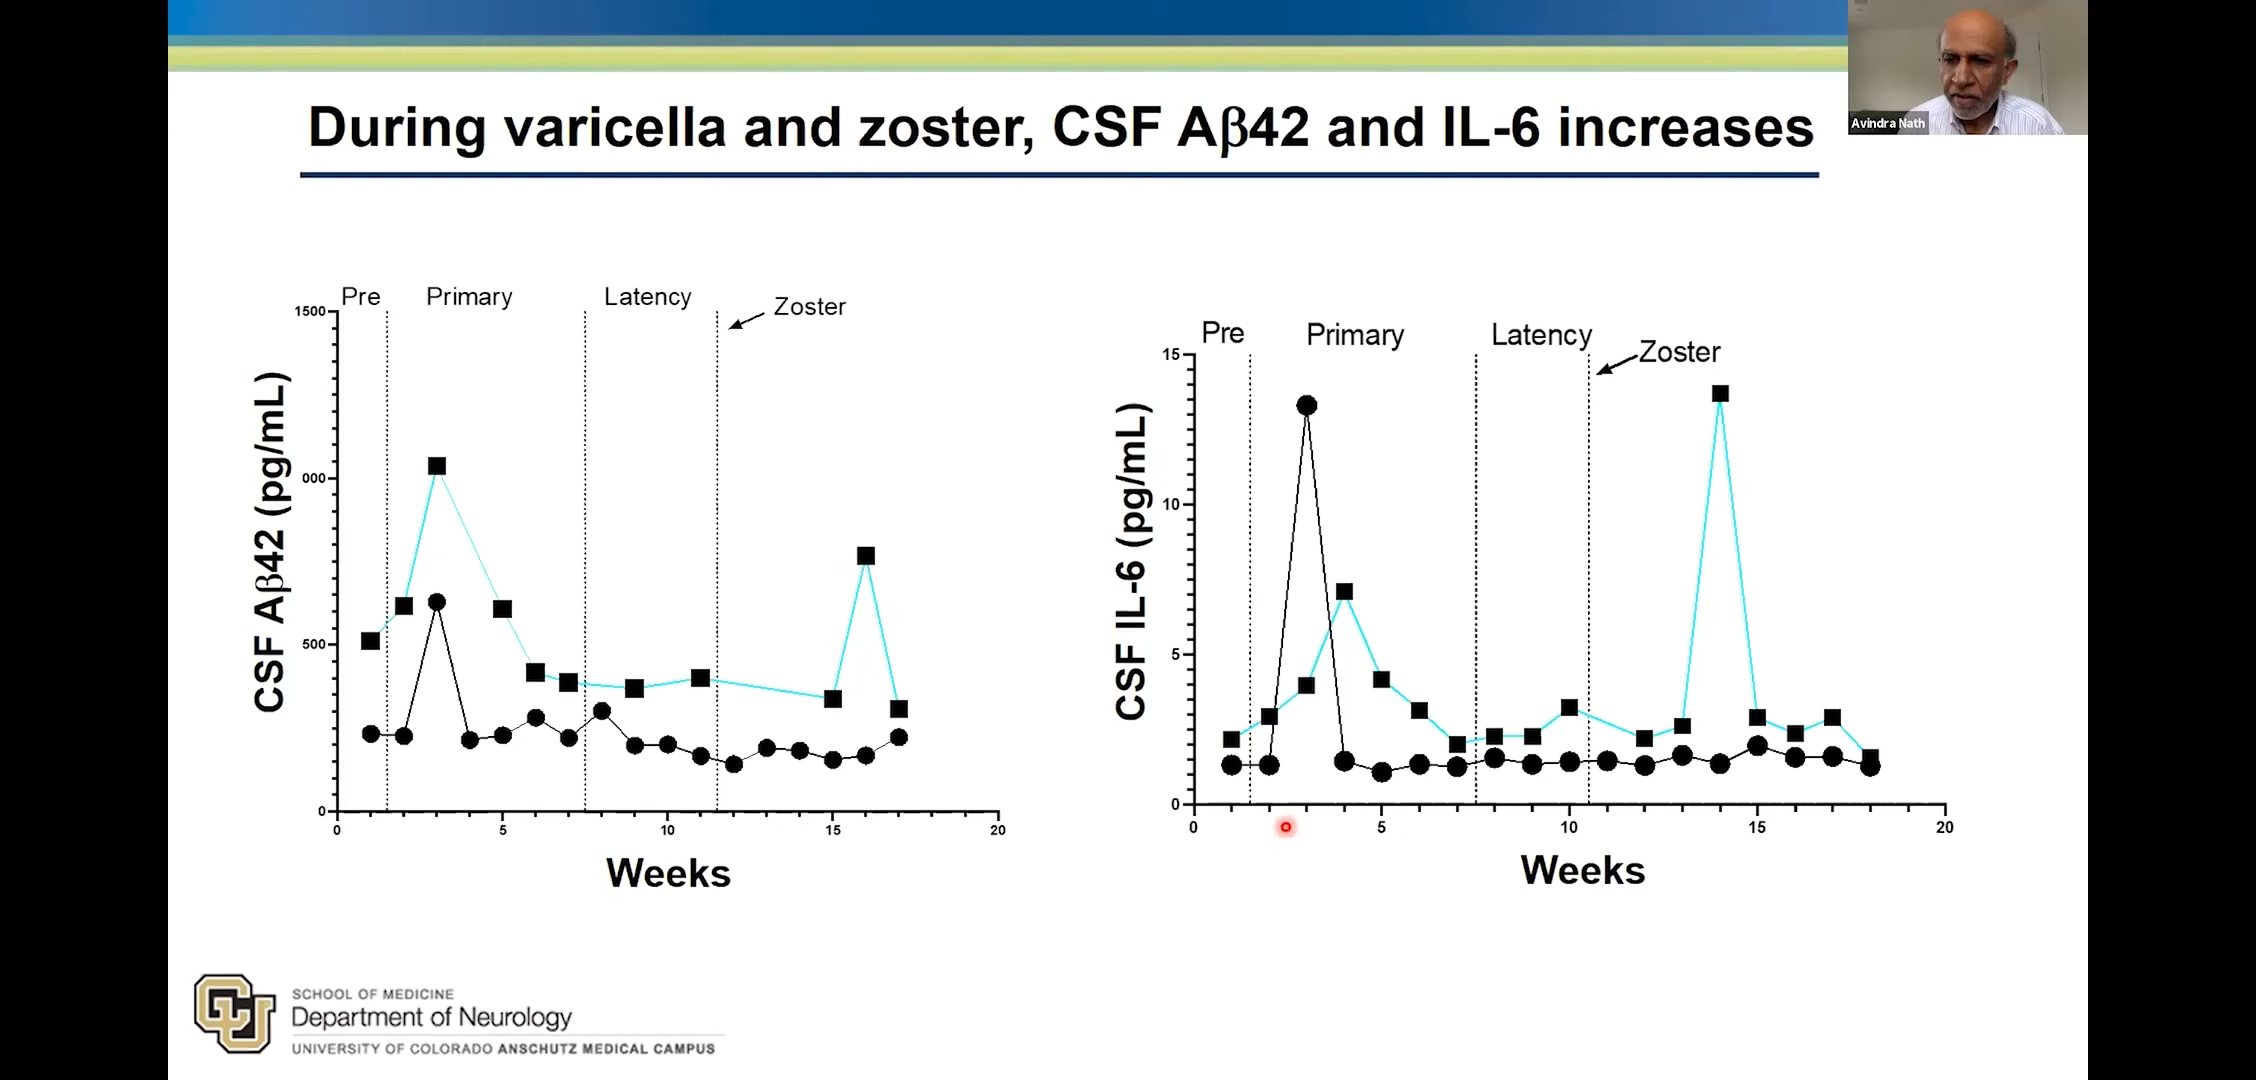 Avindra Nath
During varicella and zoster, CSF Aβ42 and IL-6 increases
Pre Primary Latency Zoster
1500
000
500
0
CSF Aβ42 (pg/mL)
0 5 10 15 20
Weeks
Pre Primary Latency Zoster
15
10
5
0
CSF IL-6 (pg/mL)
0 5 10 15 20
Weeks
CU
SCHOOL OF MEDICINE
Department of Neurology
UNIVERSITY OF COLORADO ANSCHUTZ MEDICAL CAMPUS